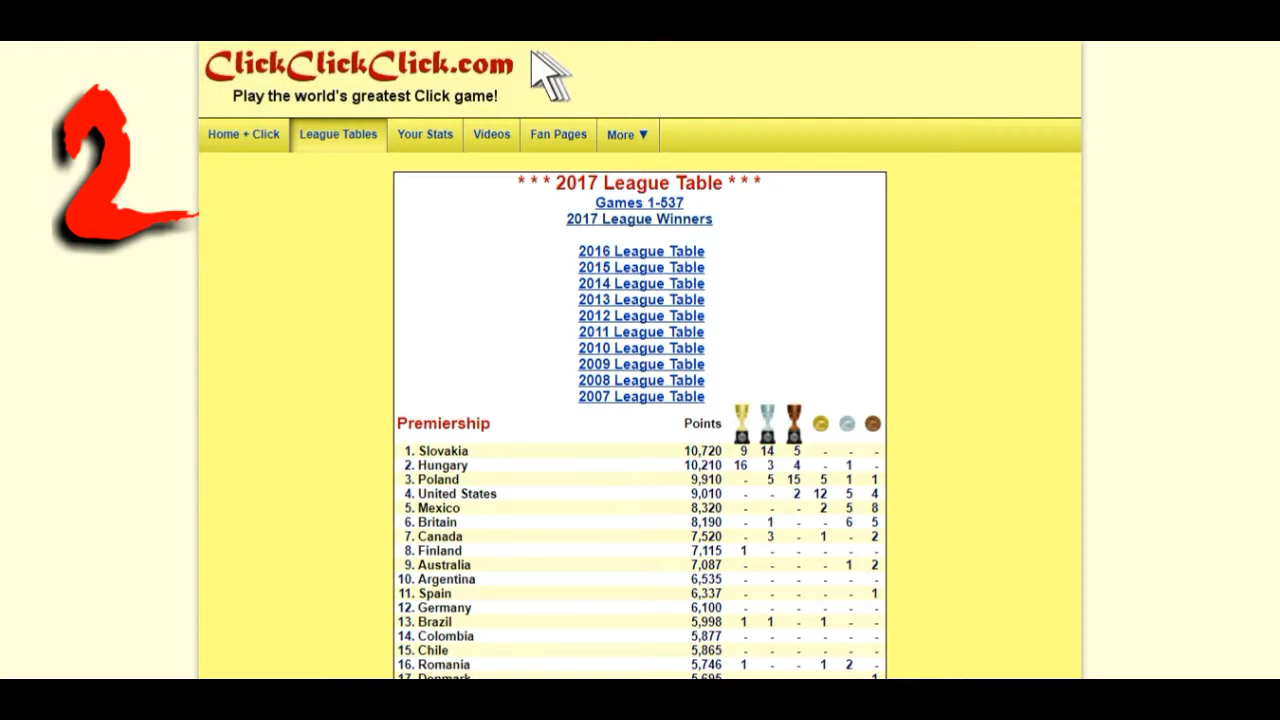 2
ClickClickClick.com
Play the world's greatest Click game!
Home + Click League Tables Your Stats Videos Fan Pages More ▼
* * * 2017 League Table * * *
Games 1-537
2017 League Winners
2016 League Table
2015 League Table
2014 League Table
2013 League Table
2012 League Table
2011 League Table
2010 League Table
2009 League Table
2008 League Table
2007 League Table
Premiership Points
1. Slovakia 10,720 9 14 5 - - -
2. Hungary 10,210 16 3 4 - 1 -
3. Poland 9,910 - 5 15 5 1 1
4. United States 9,010 - - 2 12 5 4
5. Mexico 8,320 - - - 2 5 8
6. Britain 8,190 - 1 - - 6 5
7. Canada 7,520 - 3 - 1 - 2
8. Finland 7,115 1 - - - - -
9. Australia 7,087 - - - - 1 2
10. Argentina 6,535 - - - - - -
11. Spain 6,337 - - - - - 1
12. Germany 6,100 - - - - - -
13. Brazil 5,998 1 1 - 1 - -
14. Colombia 5,877 - - - - - -
15. Chile 5,865 - - - - - -
16. Romania 5,746 1 - - 1 2 -
17. Denmark 5,695 1